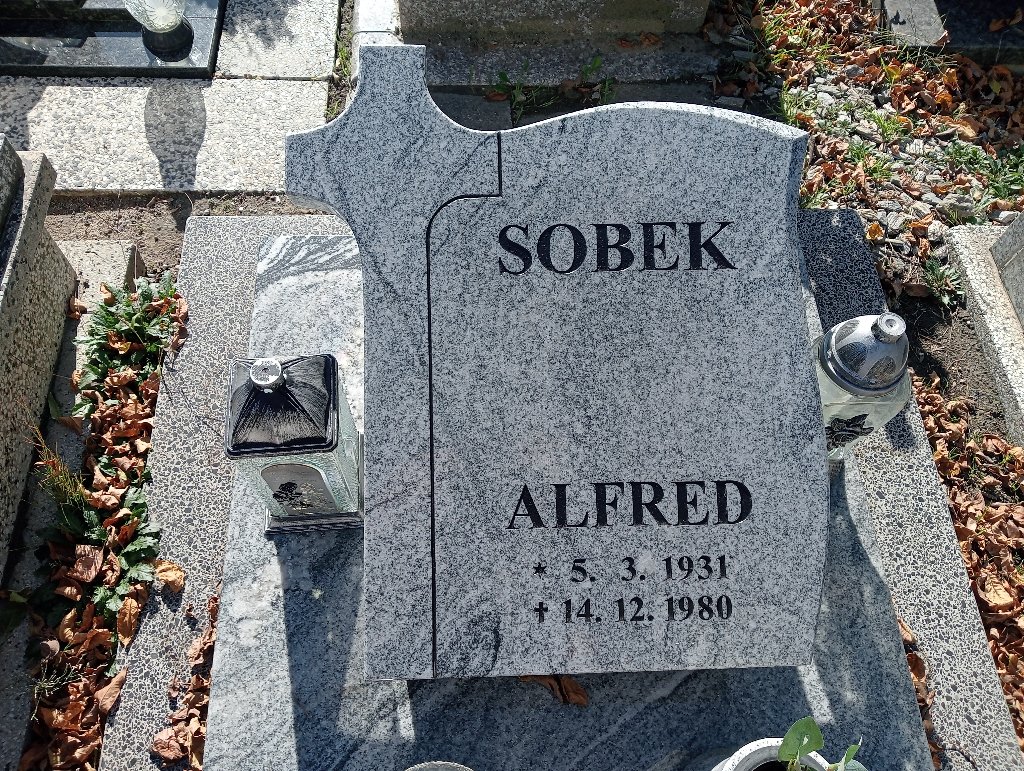 SOBEK
ALFRED
* 5. 3. 1931
✝ 14. 12. 1980